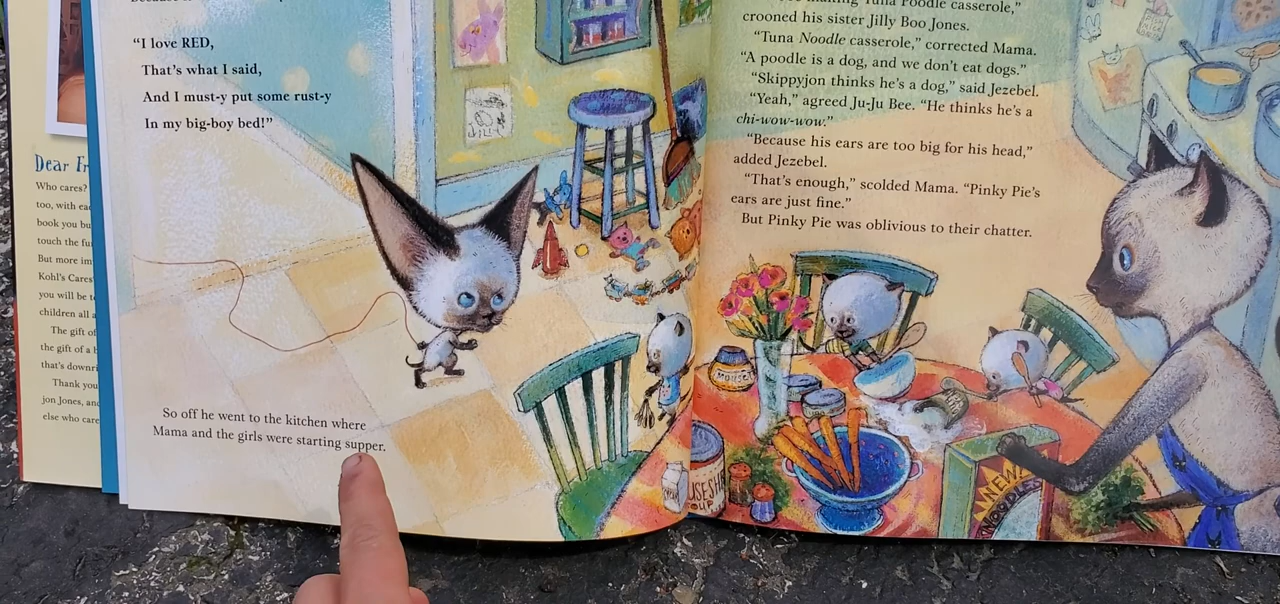 "I love RED,
That's what I said,
And I must-y put some rust-y
In my big-boy bed!"
So off he went to the kitchen where
Mama and the girls were starting supper.
Tuna Poodle casserole,"
crooned his sister Jilly Boo Jones.
"Tuna Noodle casserole," corrected Mama.
"A poodle is a dog, and we don't eat dogs."
"Skippyjon thinks he's a dog," said Jezebel.
"Yeah," agreed Ju-Ju Bee. "He thinks he's a
chi-wow-wow."
"Because his ears are too big for his head,"
added Jezebel.
"That's enough," scolded Mama. "Pinky Pie's
ears are just fine."
But Pinky Pie was oblivious to their chatter.
Dear Fr
Who cares?
too, with ea
book you bu
touch the fu
But more im
Kohl's Cares
you will be t
children all a
The gift of
the gift of a
that's downri
Thank you
jon Jones, and
else who care
MOUSE
NEW!
NOODLES